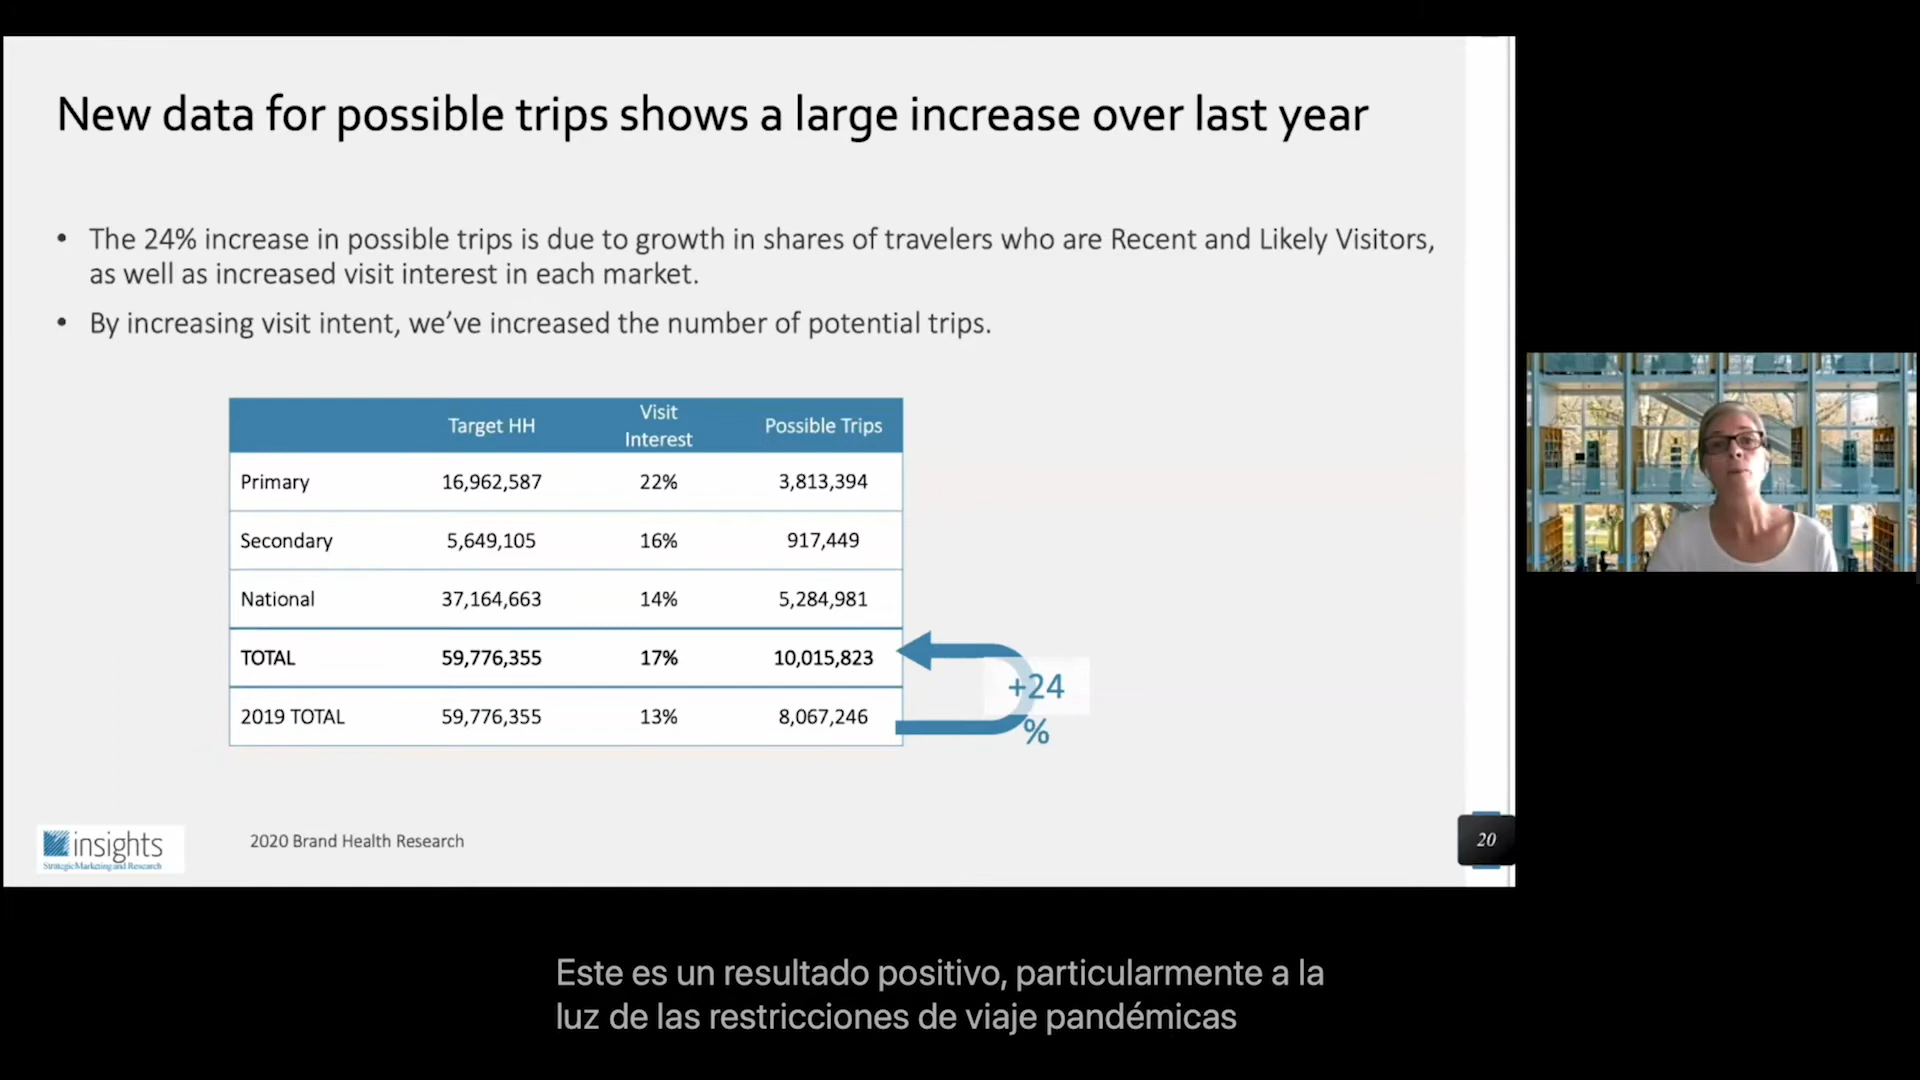 New data for possible trips shows a large increase over last year
• The 24% increase in possible trips is due to growth in shares of travelers who are Recent and Likely Visitors,
as well as increased visit interest in each market.
• By increasing visit intent, we’ve increased the number of potential trips.
Target HH Visit Interest Possible Trips
Primary 16,962,587 22% 3,813,394
Secondary 5,649,105 16% 917,449
National 37,164,663 14% 5,284,981
TOTAL 59,776,355 17% 10,015,823
2019 TOTAL 59,776,355 13% 8,067,246
+24
%
insights
Strategic Marketing and Research
2020 Brand Health Research
20
Este es un resultado positivo, particularmente a la
luz de las restricciones de viaje pandémicas